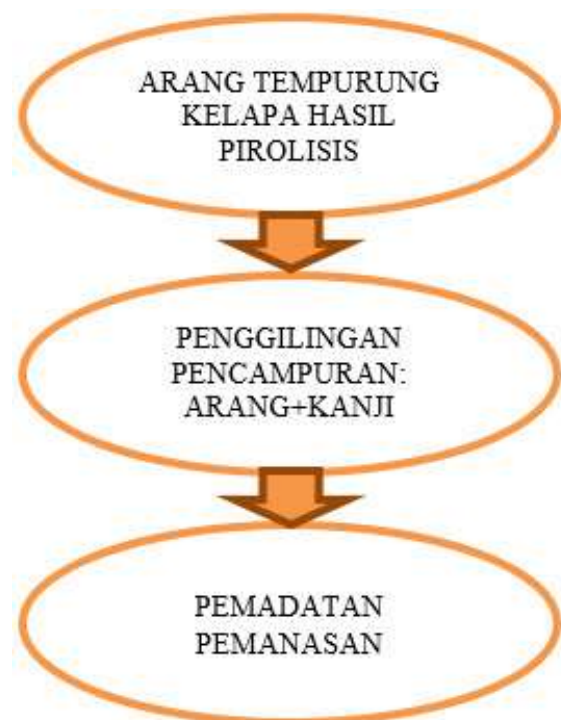 ARANG TEMPURUNG
KELAPA HASIL
PIROLISIS
PENGGILINGAN
PENCAMPURAN:
ARANG+KANJI
PEMADATAN
PEMANASAN